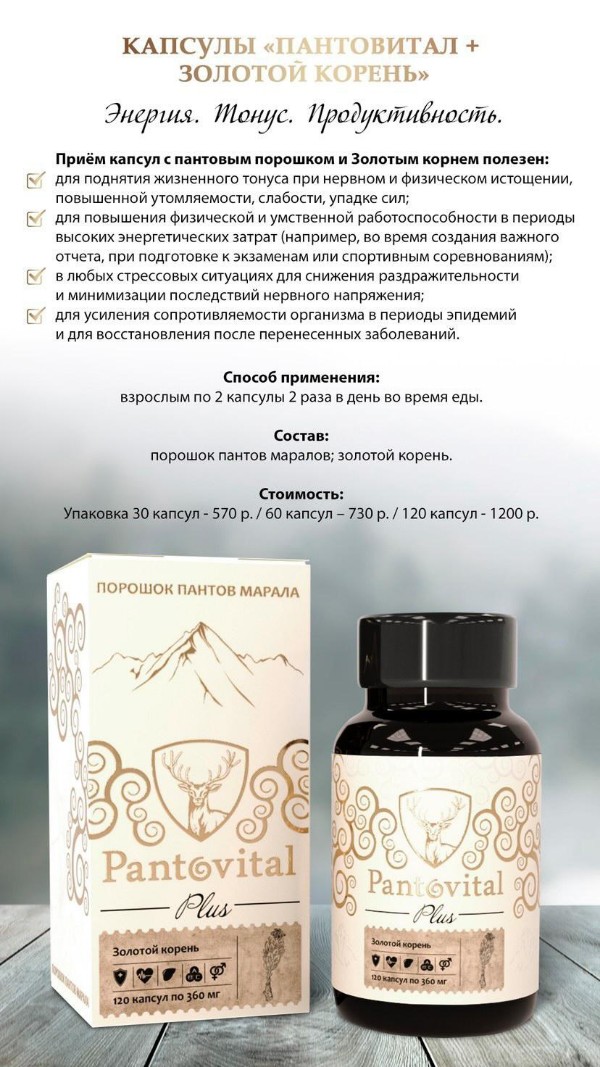 КАПСУЛЫ «ПАНТОВИТАЛ +
ЗОЛОТОЙ КОРЕНЬ»
Энергия. Тонус. Продуктивность.
Приём капсул с пантовым порошком и Золотым корнем полезен:
для поднятия жизненного тонуса при нервном и физическом истощении,
повышенной утомляемости, слабости, упадке сил;
для повышения физической и умственной работоспособности в периоды
высоких энергетических затрат (например, во время создания важного
отчета, при подготовке к экзаменам или спортивным соревнованиям);
в любых стрессовых ситуациях для снижения раздражительности
и минимизации последствий нервного напряжения;
для усиления сопротивляемости организма в периоды эпидемий
и для восстановления после перенесенных заболеваний.
Способ применения:
взрослым по 2 капсулы 2 раза в день во время еды.
Состав:
порошок пантов маралов; золотой корень.
Стоимость:
Упаковка 30 капсул - 570 р. / 60 капсул – 730 р. / 120 капсул - 1200 р.
ПОРОШОК ПАНТОВ МАРАЛА
Pantovital
Plus
Золотой корень
120 капсул по 360 мг
ПОРОШОК ПАНТОВ МАРАЛА
Pantovital
Plus
Золотой корень
120 капсул по 360 мг